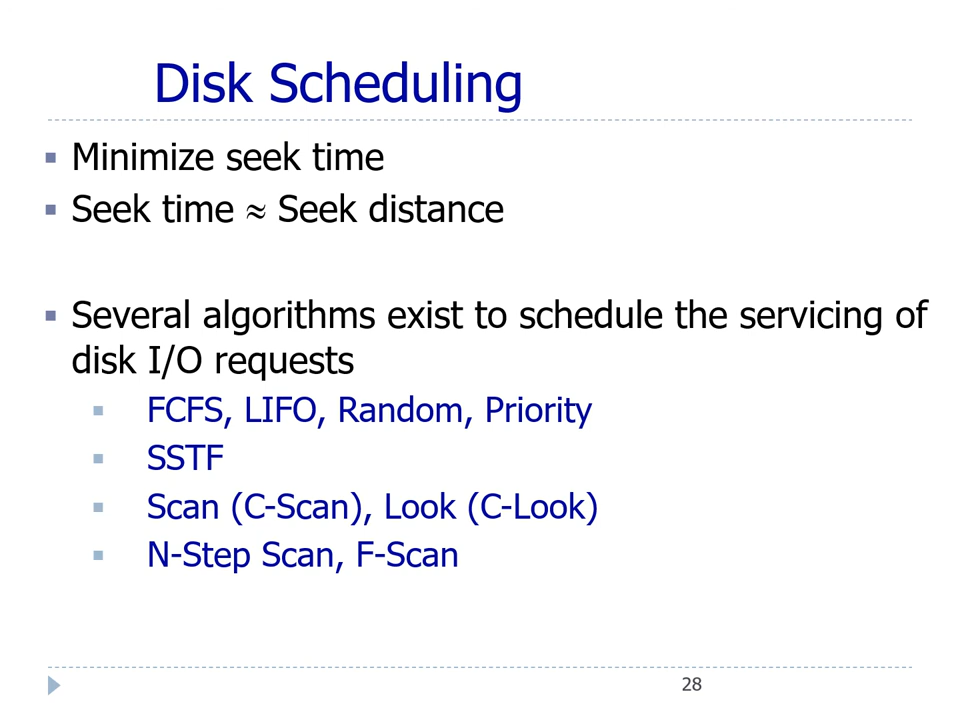 Disk Scheduling
Minimize seek time
Seek time ≈ Seek distance
Several algorithms exist to schedule the servicing of
disk I/O requests
FCFS, LIFO, Random, Priority
SSTF
Scan (C-Scan), Look (C-Look)
N-Step Scan, F-Scan
28